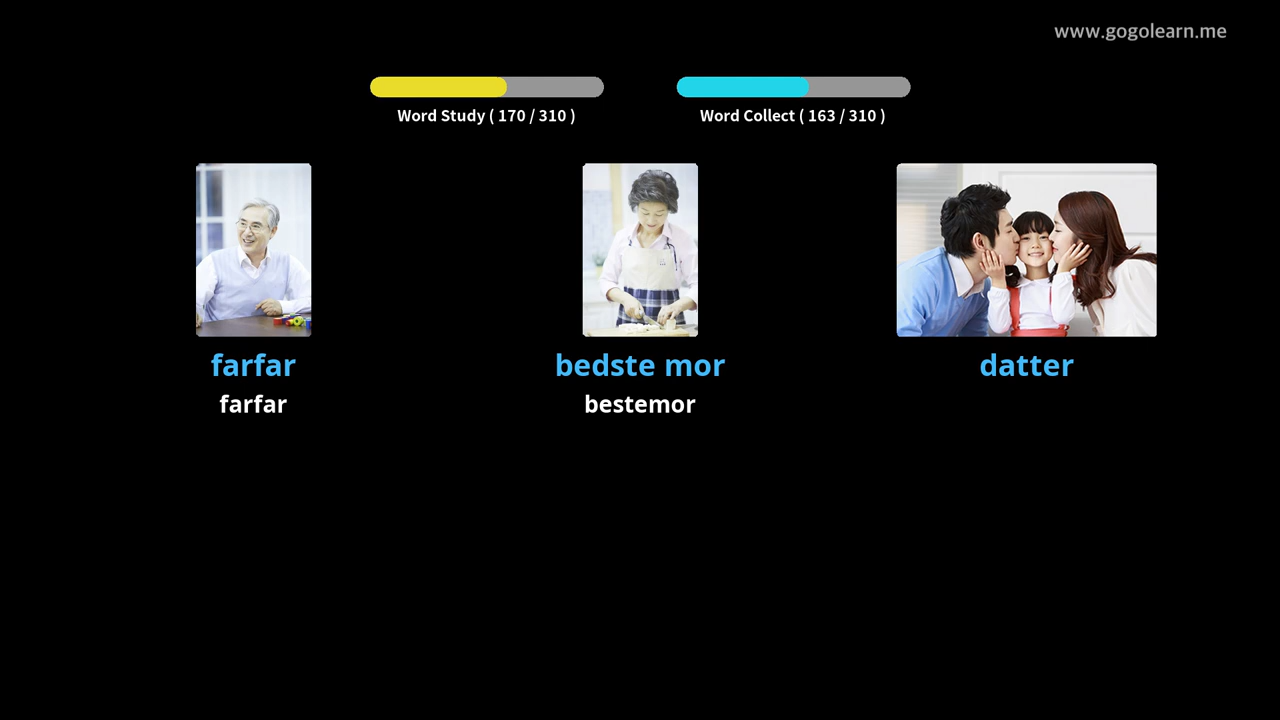 www.gogolearn.me
Word Study ( 170 / 310 )
Word Collect ( 163 / 310 )
farfar
farfar
bedste mor
bestemor
datter